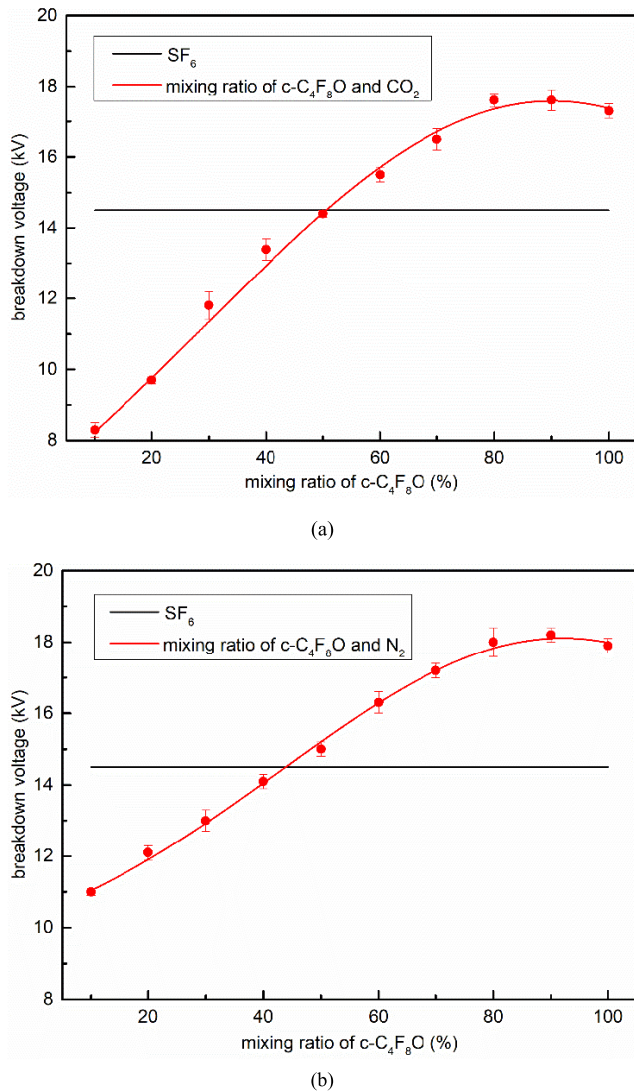 20
18
16
14
12
10
8
breakdown voltage (kV)
SF₆
mixing ratio of c-C₄F₈O and CO₂
20 40 60 80 100
mixing ratio of c-C₄F₈O (%)
(a)
20
18
16
14
12
10
8
breakdown voltage (kV)
SF₆
mixing ratio of c-C₄F₈O and N₂
20 40 60 80 100
mixing ratio of c-C₄F₈O (%)
(b)